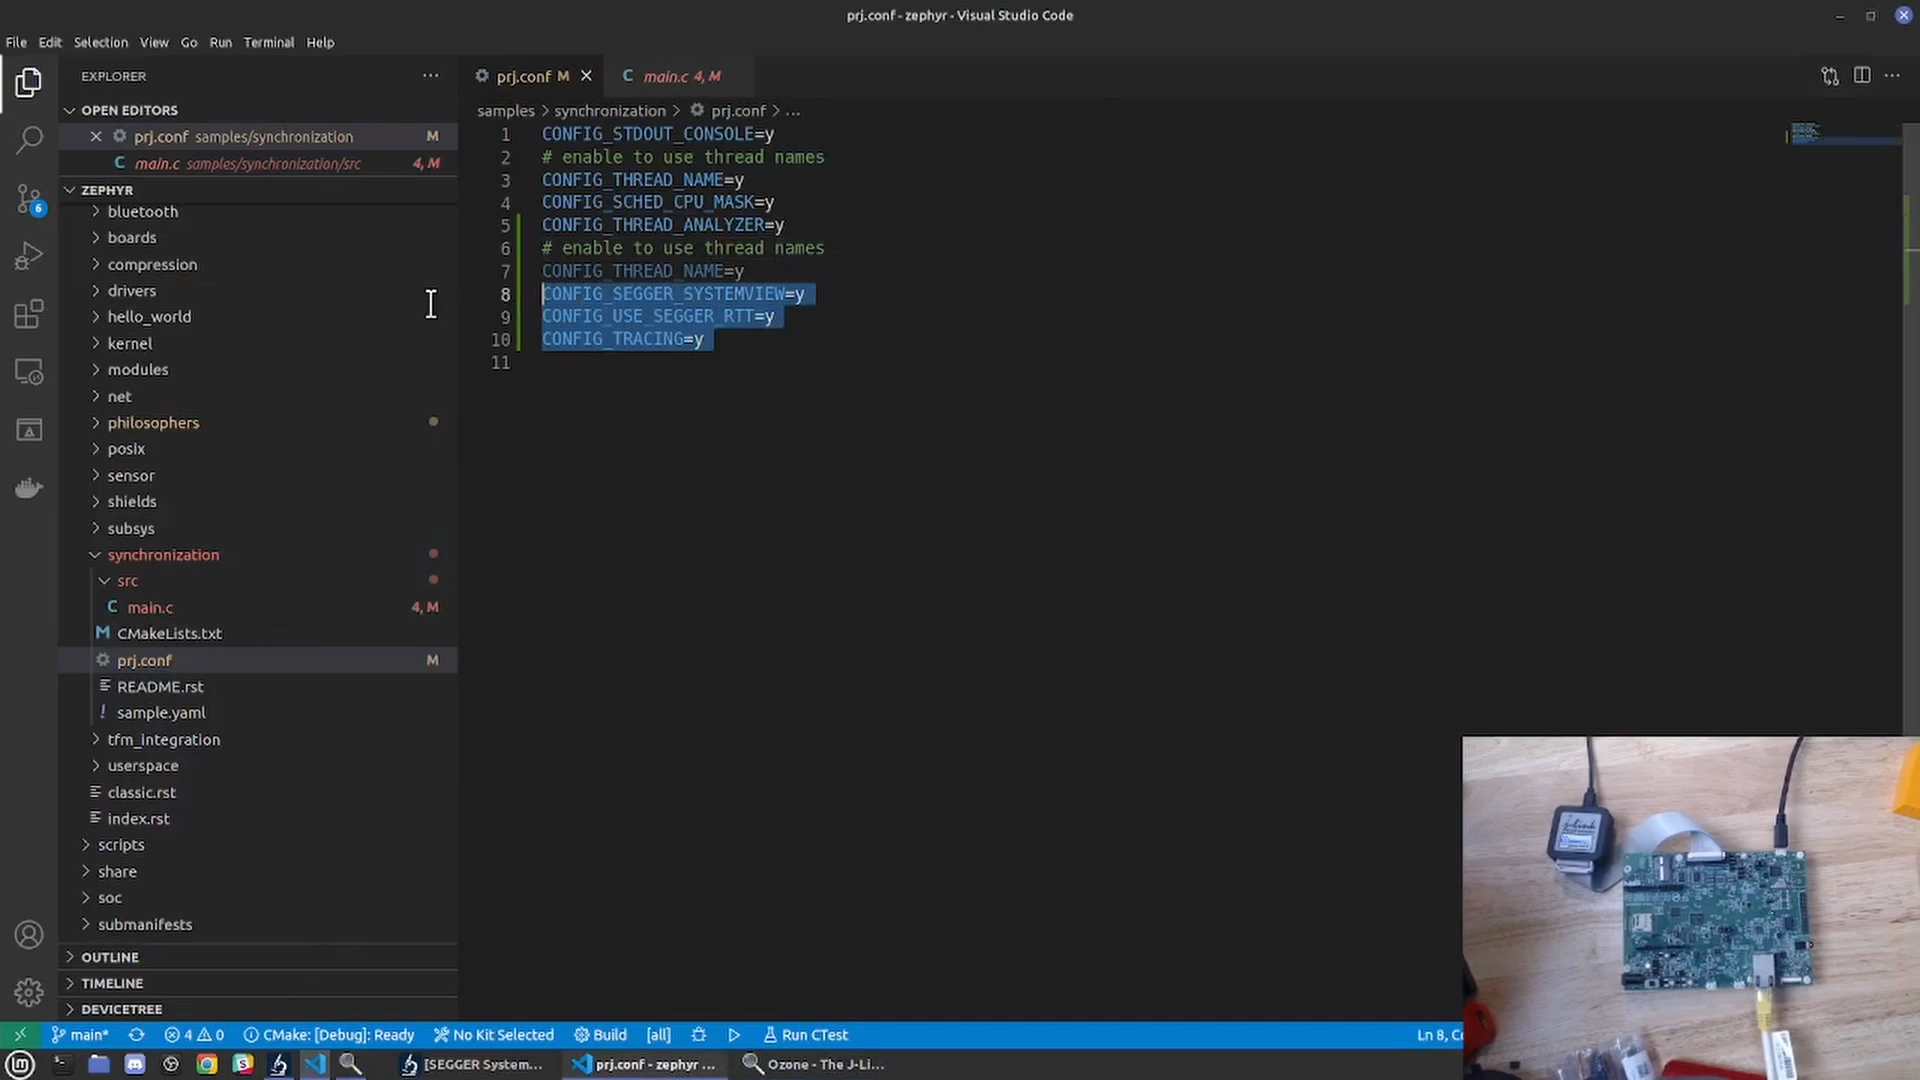 prj.conf - zephyr - Visual Studio Code
File Edit Selection View Go Run Terminal Help
EXPLORER
OPEN EDITORS
prj.conf samples/synchronization M
main.c samples/synchronization/src 4, M
ZEPHYR
bluetooth
boards
compression
drivers
hello_world
kernel
modules
net
philosophers
posix
sensor
shields
subsys
synchronization
src
main.c 4, M
CMakeLists.txt
prj.conf M
README.rst
sample.yaml
tfm_integration
userspace
classic.rst
index.rst
scripts
share
soc
submanifests
OUTLINE
TIMELINE
DEVICETREE
6
prj.conf M main.c 4, M
samples > synchronization > prj.conf > ...
1 CONFIG_STDOUT_CONSOLE=y
2 # enable to use thread names
3 CONFIG_THREAD_NAME=y
4 CONFIG_SCHED_CPU_MASK=y
5 CONFIG_THREAD_ANALYZER=y
6 # enable to use thread names
7 CONFIG_THREAD_NAME=y
8 CONFIG_SEGGER_SYSTEMVIEW=y
9 CONFIG_USE_SEGGER_RTT=y
10 CONFIG_TRACING=y
11
J-Link
main* 4 0 CMake: [Debug]: Ready No Kit Selected Build [all] Run CTest Ln 8, C
[SEGGER System... prj.conf - zephyr ... Ozone - The J-Li...